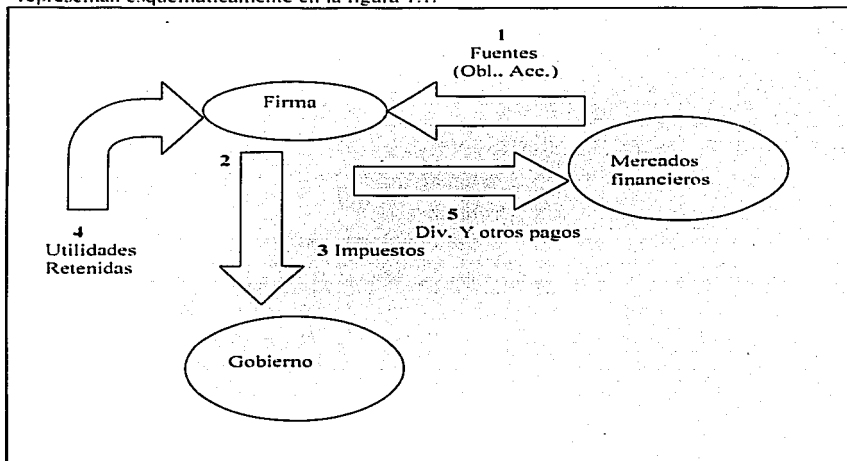 representan esquemáticamente en la figura 1.1.
1
Fuentes
(Obl.. Acc.)
Firma
2
Mercados
financieros
5
Div. Y otros pagos
4
Utilidades
Retenidas
3 Impuestos
Gobierno